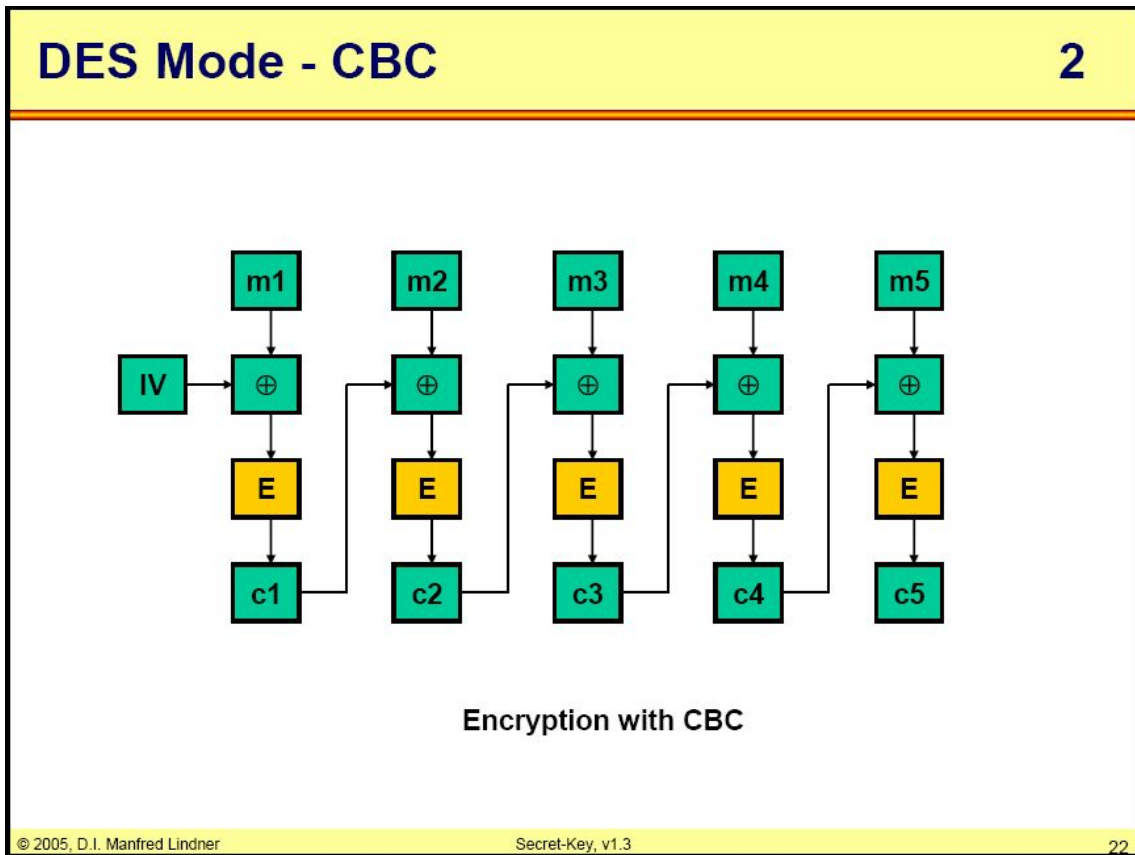 DES Mode - CBC 2
m1 m2 m3 m4 m5
IV ⊕ ⊕ ⊕ ⊕ ⊕
E E E E E
c1 c2 c3 c4 c5
Encryption with CBC
© 2005, D.I. Manfred Lindner Secret-Key, v1.3 22